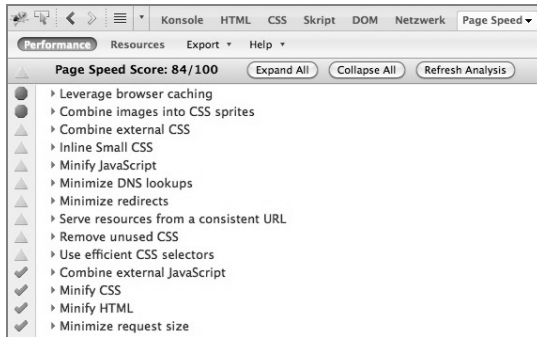 Konsole HTML CSS Skript DOM Netzwerk Page Speed
Performance Resources Export Help
Page Speed Score: 84/100 Expand All Collapse All Refresh Analysis
Leverage browser caching
Combine images into CSS sprites
Combine external CSS
Inline Small CSS
Minify JavaScript
Minimize DNS lookups
Minimize redirects
Serve resources from a consistent URL
Remove unused CSS
Use efficient CSS selectors
Combine external JavaScript
Minify CSS
Minify HTML
Minimize request size